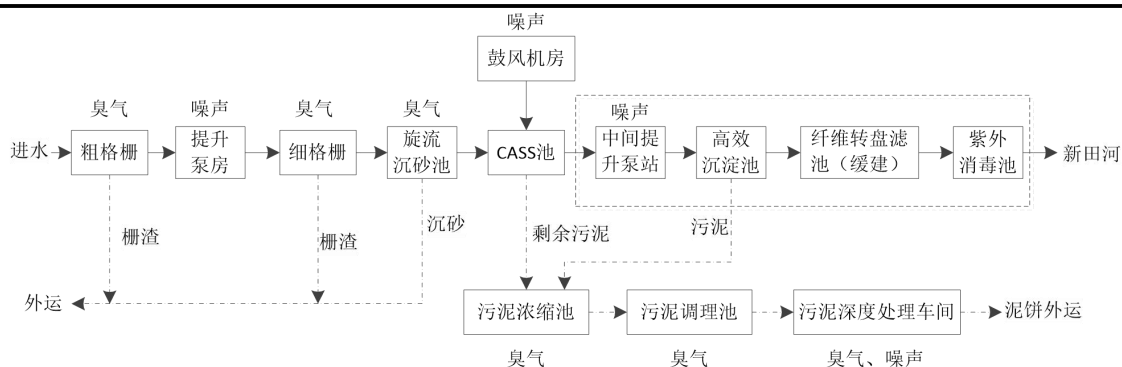 噪声
鼓风机房
臭气
噪声
臭气
臭气
噪声
进水
粗格栅
提升
泵房
细格栅
旋流
沉砂池
CASS池
中间提
升泵站
高效
沉淀池
纤维转盘滤
池（缓建）
紫外
消毒池
新田河
栅渣
栅渣
沉砂
剩余污泥
污泥
外运
污泥浓缩池
污泥调理池
污泥深度处理车间
泥饼外运
臭气
臭气
臭气、噪声